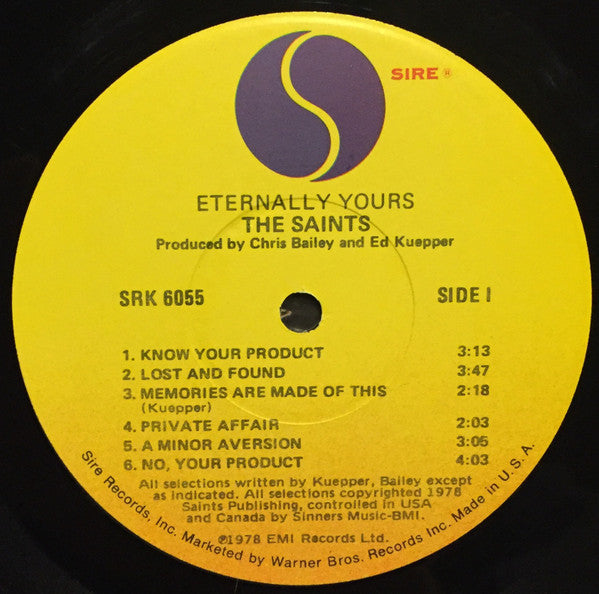 SIRE ®
ETERNALLY YOURS
THE SAINTS
Produced by Chris Bailey and Ed Kuepper
SRK 6055 SIDE I
1. KNOW YOUR PRODUCT 3:13
2. LOST AND FOUND 3:47
3. MEMORIES ARE MADE OF THIS 2:18
(Kuepper)
4. PRIVATE AFFAIR 2:03
5. A MINOR AVERSION 3:05
6. NO, YOUR PRODUCT 4:03
All selections written by Kuepper, Bailey except
as indicated. All selections copyrighted 1978
Saints Publishing, controlled in USA
and Canada by Sinners Music-BMI.
℗1978 EMI Records Ltd.
Sire Records, Inc. Marketed by Warner Bros. Records Inc. Made in U.S.A.